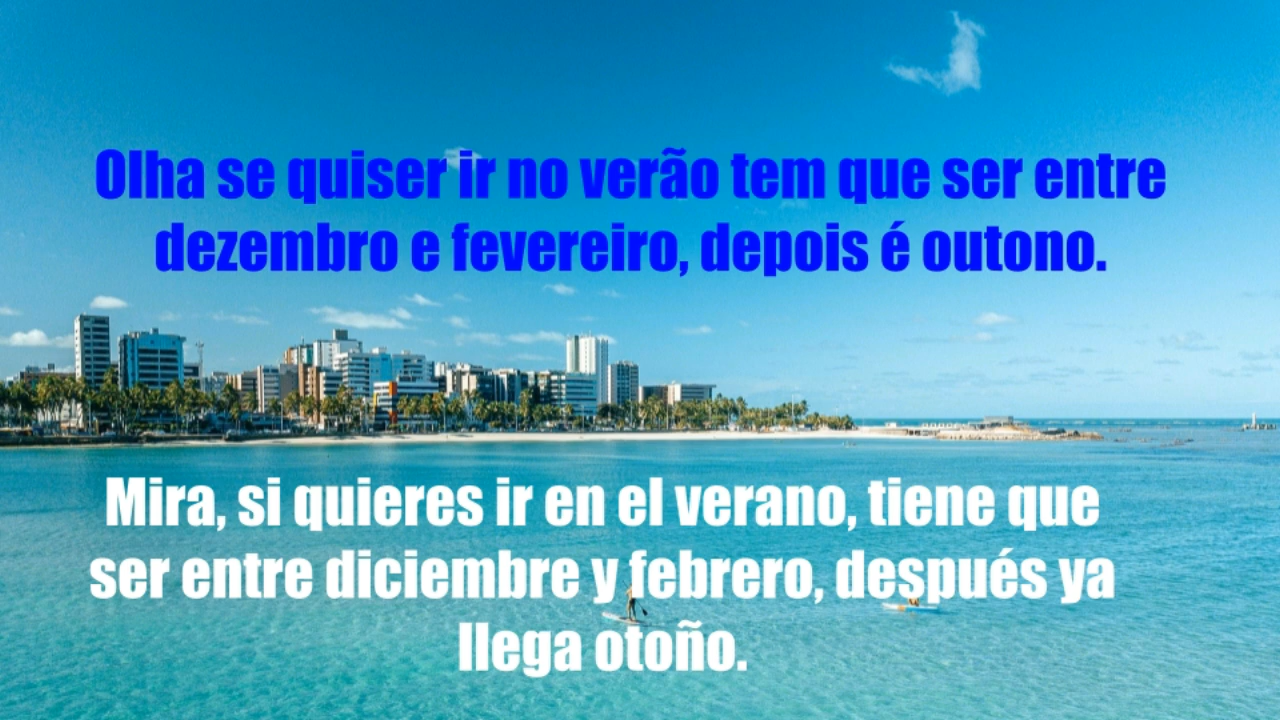 Olha se quiser ir no verão tem que ser entre
dezembro e fevereiro, depois é outono.
Mira, si quieres ir en el verano, tiene que
ser entre diciembre y febrero, después ya
llega otoño.